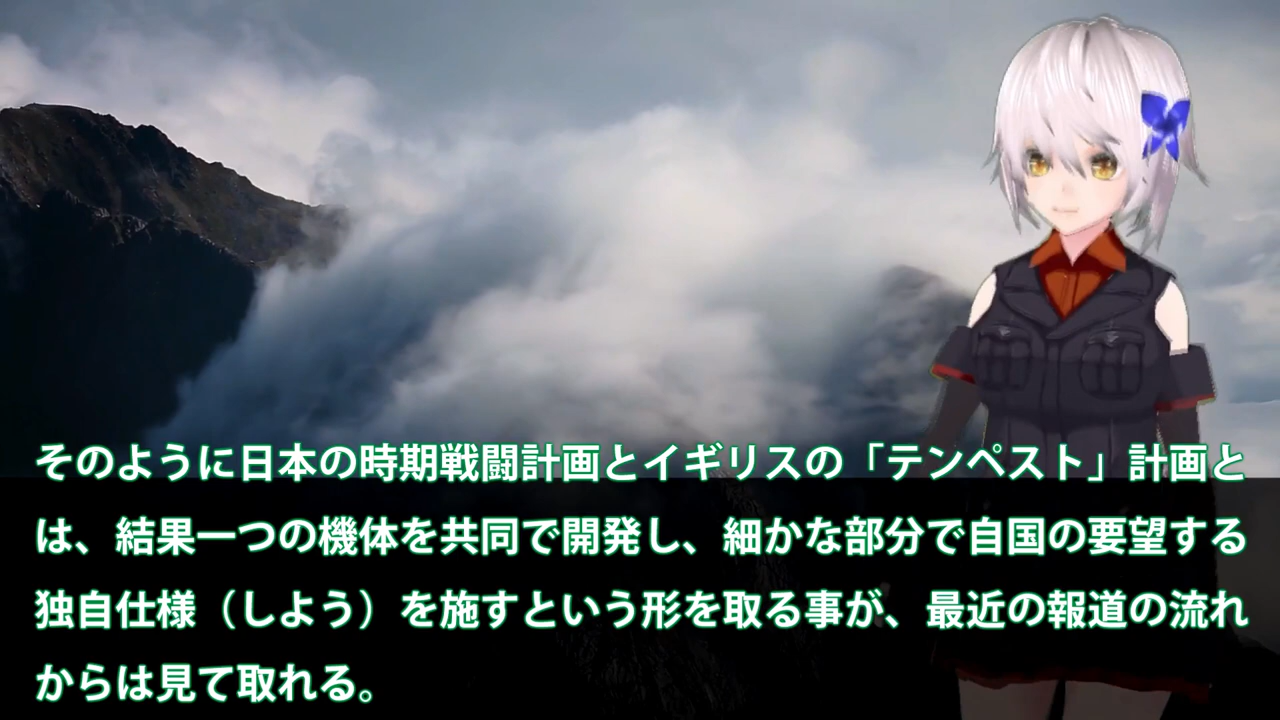 そのように日本の時期戦闘計画とイギリスの「テンペスト」計画と
は、結果一つの機体を共同で開発し、細かな部分で自国の要望する
独自仕様（しよう）を施すという形を取る事が、最近の報道の流れ
からは見て取れる。